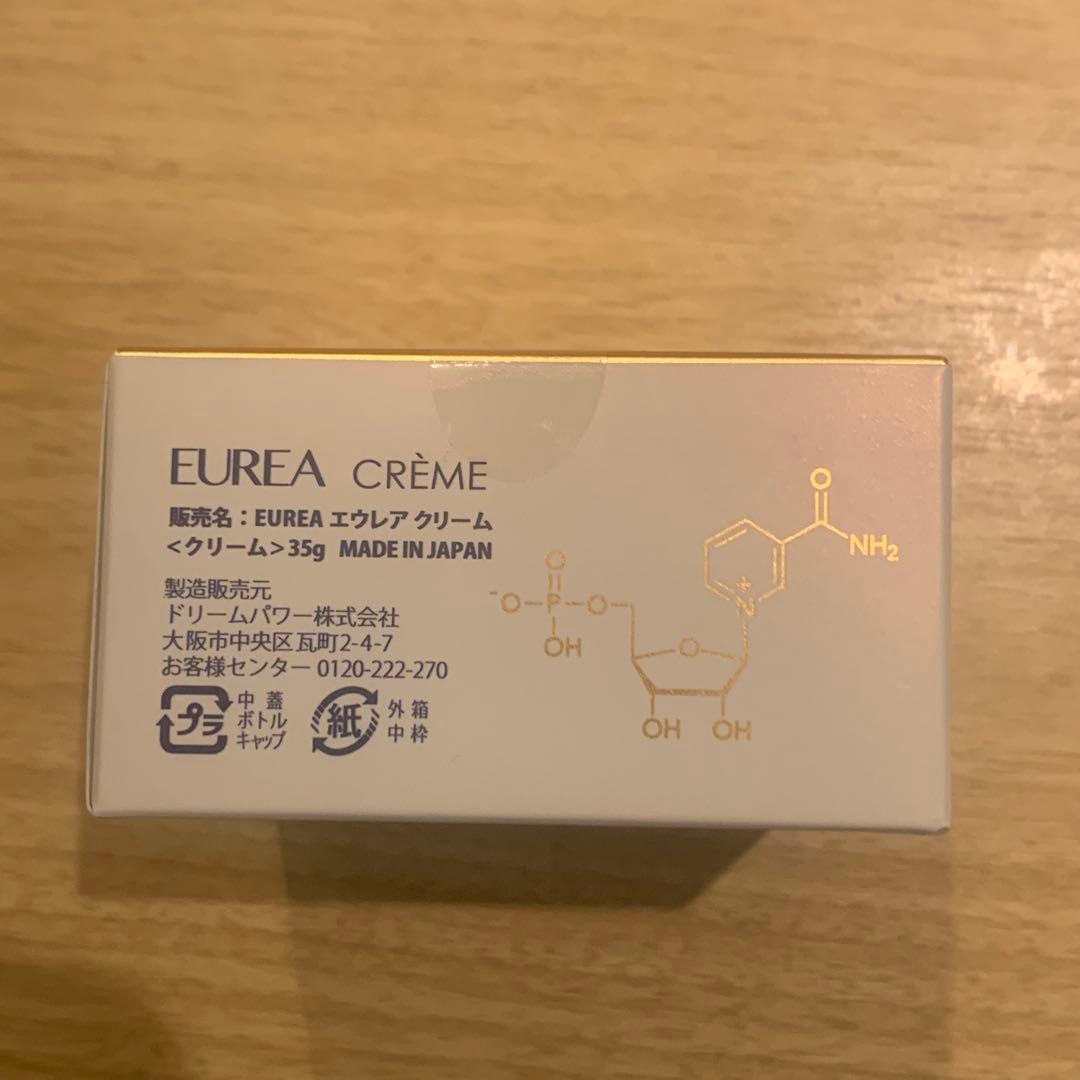 EUREA CRÈME
販売名：EUREA エウレア クリーム
＜クリーム＞35g MADE IN JAPAN
製造販売元
ドリームパワー株式会社
大阪市中央区瓦町2-4-7
お客様センター 0120-222-270
プラ
中蓋
ボトル
キャップ
紙
外箱
中枠
O
NH₂
N
+
O
⁻O
P
O
OH
O
OH
OH